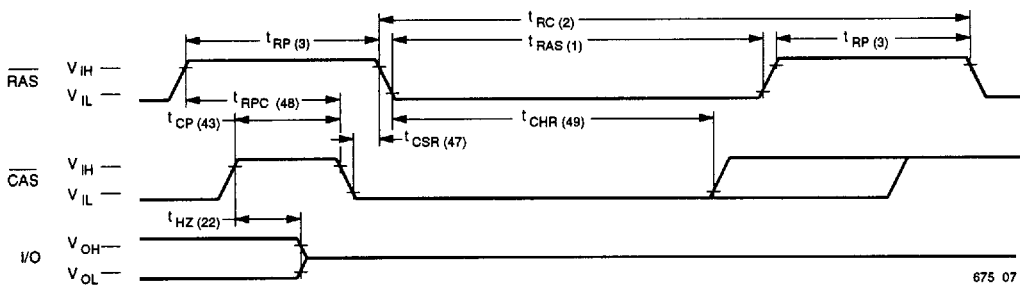 t RC (2)
t RP (3)
t RAS (1)
t RP (3)
RAS
V IH
V IL
t RPC (48)
t CP (43)
t CHR (49)
t CSR (47)
CAS
V IH
V IL
t HZ (22)
I/O
V OH
V OL
675 07